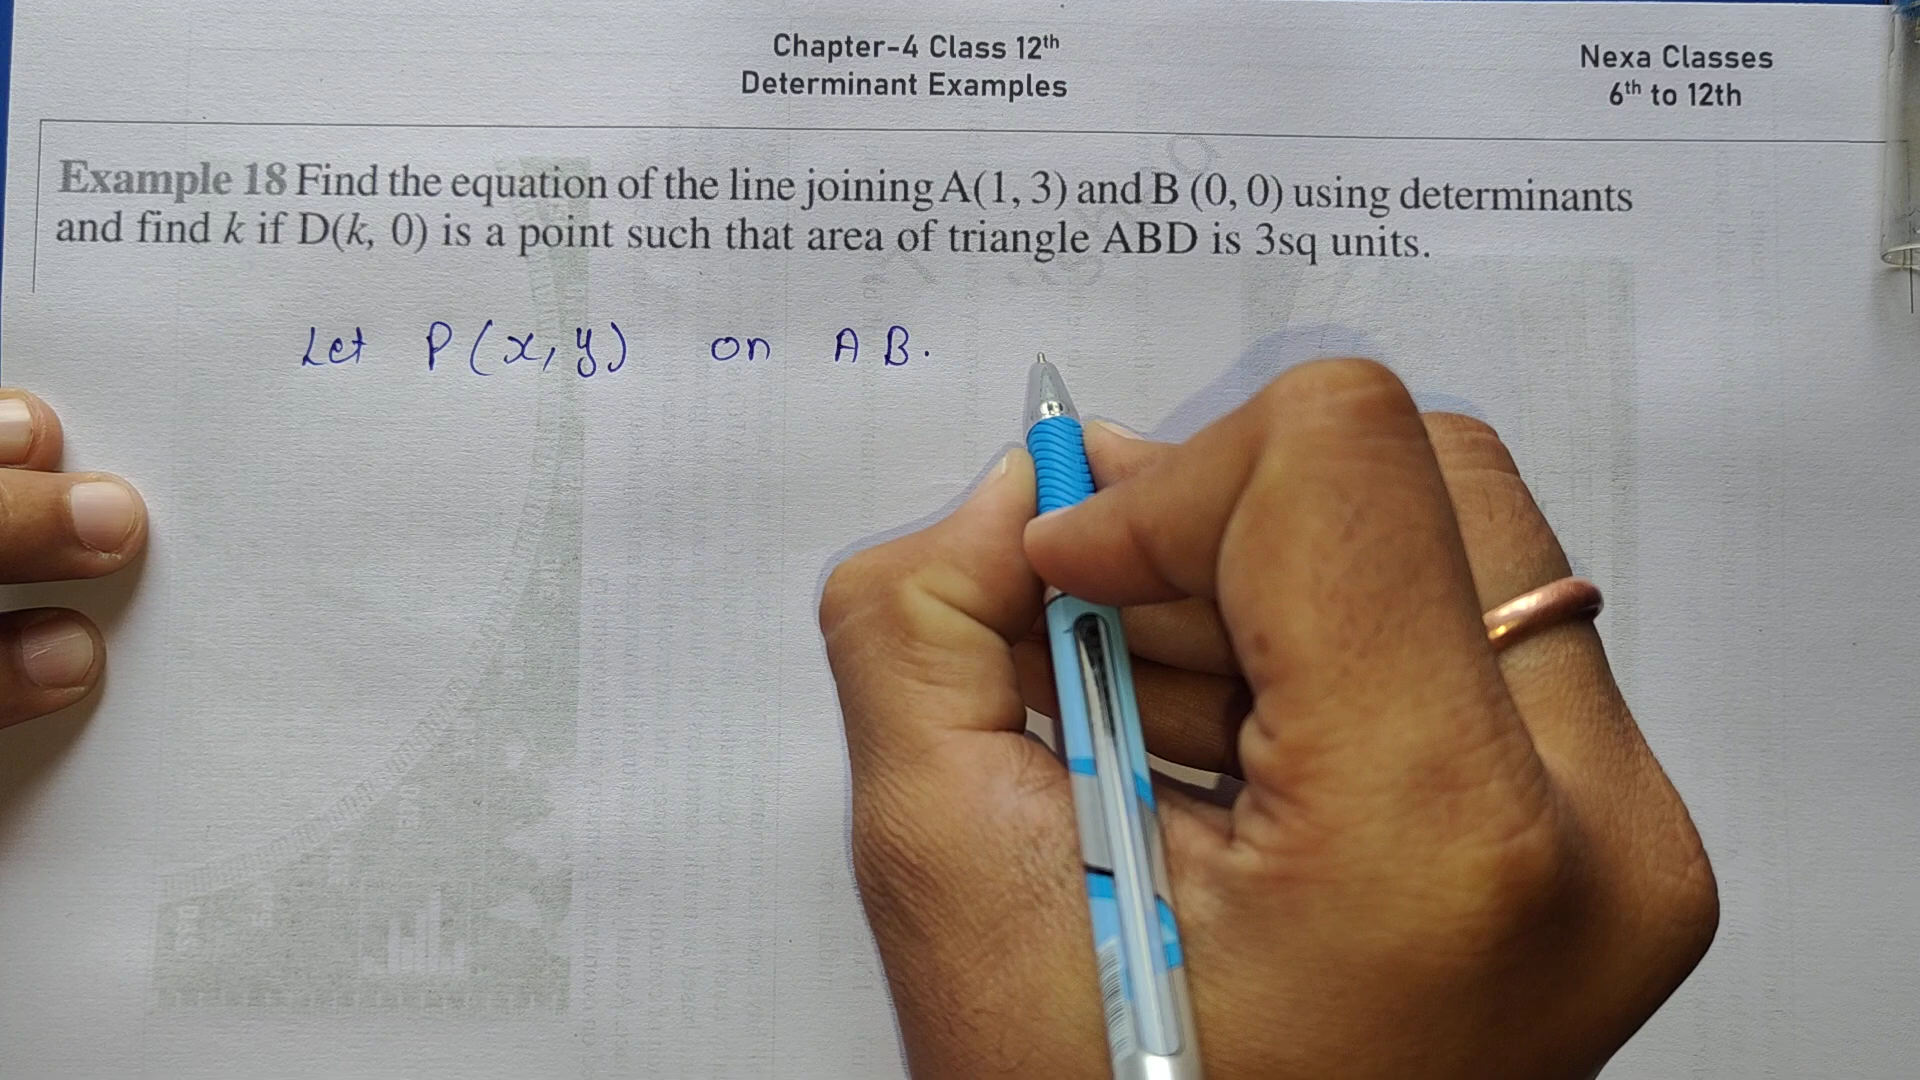 Chapter-4 Class 12th
Determinant Examples
Nexa Classes
6th to 12th
Example 18 Find the equation of the line joining A(1, 3) and B (0, 0) using determinants
and find k if D(k, 0) is a point such that area of triangle ABD is 3sq units.
Let P(x, y) on AB.